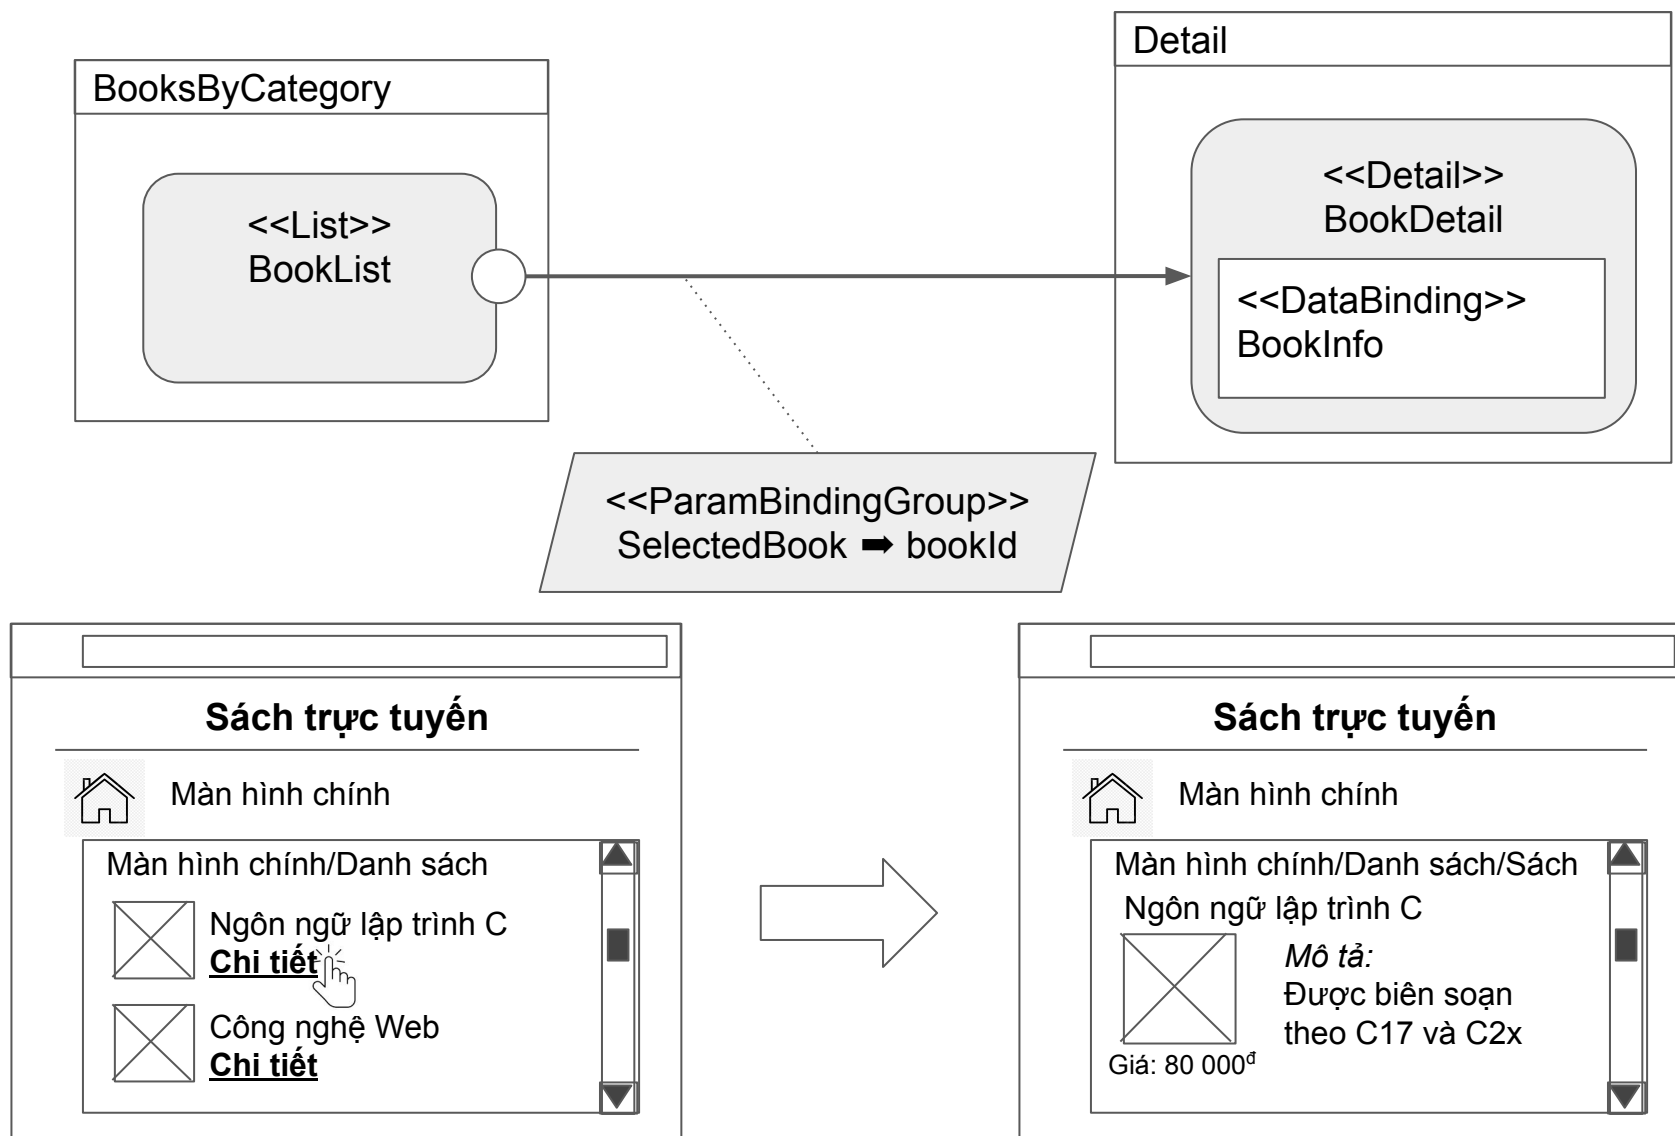 BooksByCategory
<<List>>
BookList
Detail
<<Detail>>
BookDetail
<<DataBinding>>
BookInfo
<<ParamBindingGroup>>
SelectedBook ➡ bookId
Sách trực tuyến
Màn hình chính
Màn hình chính/Danh sách
Ngôn ngữ lập trình C
Chi tiết
Công nghệ Web
Chi tiết
Sách trực tuyến
Màn hình chính
Màn hình chính/Danh sách/Sách
Ngôn ngữ lập trình C
Mô tả:
Được biên soạn
theo C17 và C2x
Giá: 80 000đ